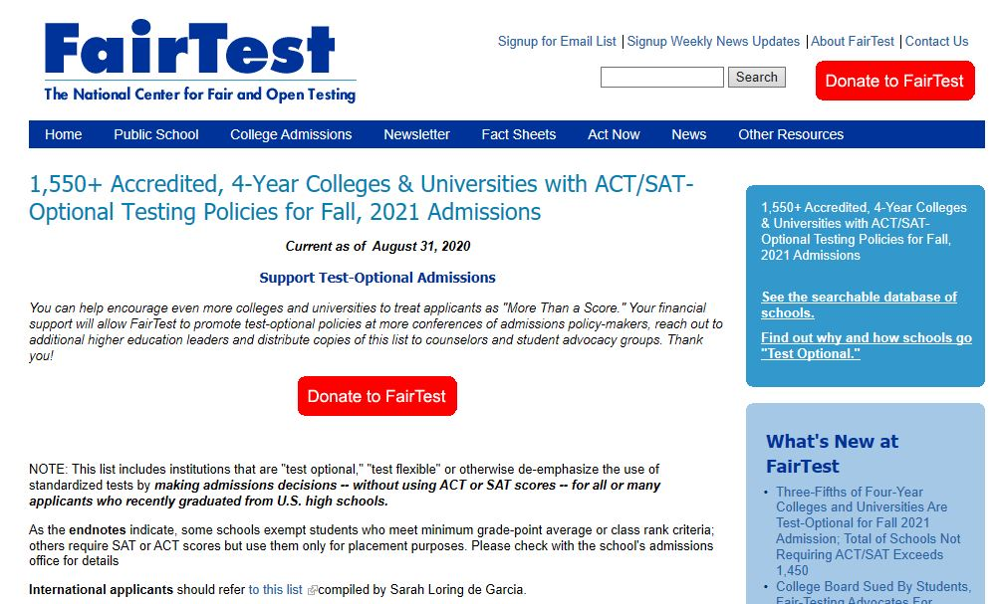 FairTest
The National Center for Fair and Open Testing
Signup for Email List | Signup Weekly News Updates | About FairTest | Contact Us
Search
Donate to FairTest
Home Public School College Admissions Newsletter Fact Sheets Act Now News Other Resources
1,550+ Accredited, 4-Year Colleges & Universities with ACT/SAT-
Optional Testing Policies for Fall, 2021 Admissions
Current as of August 31, 2020
Support Test-Optional Admissions
You can help encourage even more colleges and universities to treat applicants as "More Than a Score." Your financial
support will allow FairTest to promote test-optional policies at more conferences of admissions policy-makers, reach out to
additional higher education leaders and distribute copies of this list to counselors and student advocacy groups. Thank
you!
Donate to FairTest
NOTE: This list includes institutions that are "test optional," "test flexible" or otherwise de-emphasize the use of
standardized tests by making admissions decisions -- without using ACT or SAT scores -- for all or many
applicants who recently graduated from U.S. high schools.
As the endnotes indicate, some schools exempt students who meet minimum grade-point average or class rank criteria;
others require SAT or ACT scores but use them only for placement purposes. Please check with the school's admissions
office for details
International applicants should refer to this list compiled by Sarah Loring de Garcia.
1,550+ Accredited, 4-Year Colleges
& Universities with ACT/SAT-
Optional Testing Policies for Fall,
2021 Admissions
See the searchable database of
schools.
Find out why and how schools go
"Test Optional."
What's New at
FairTest
• Three-Fifths of Four-Year
Colleges and Universities Are
Test-Optional for Fall 2021
Admission; Total of Schools Not
Requiring ACT/SAT Exceeds
1,450
• College Board Sued By Students,
Fair-Testing Advocates For